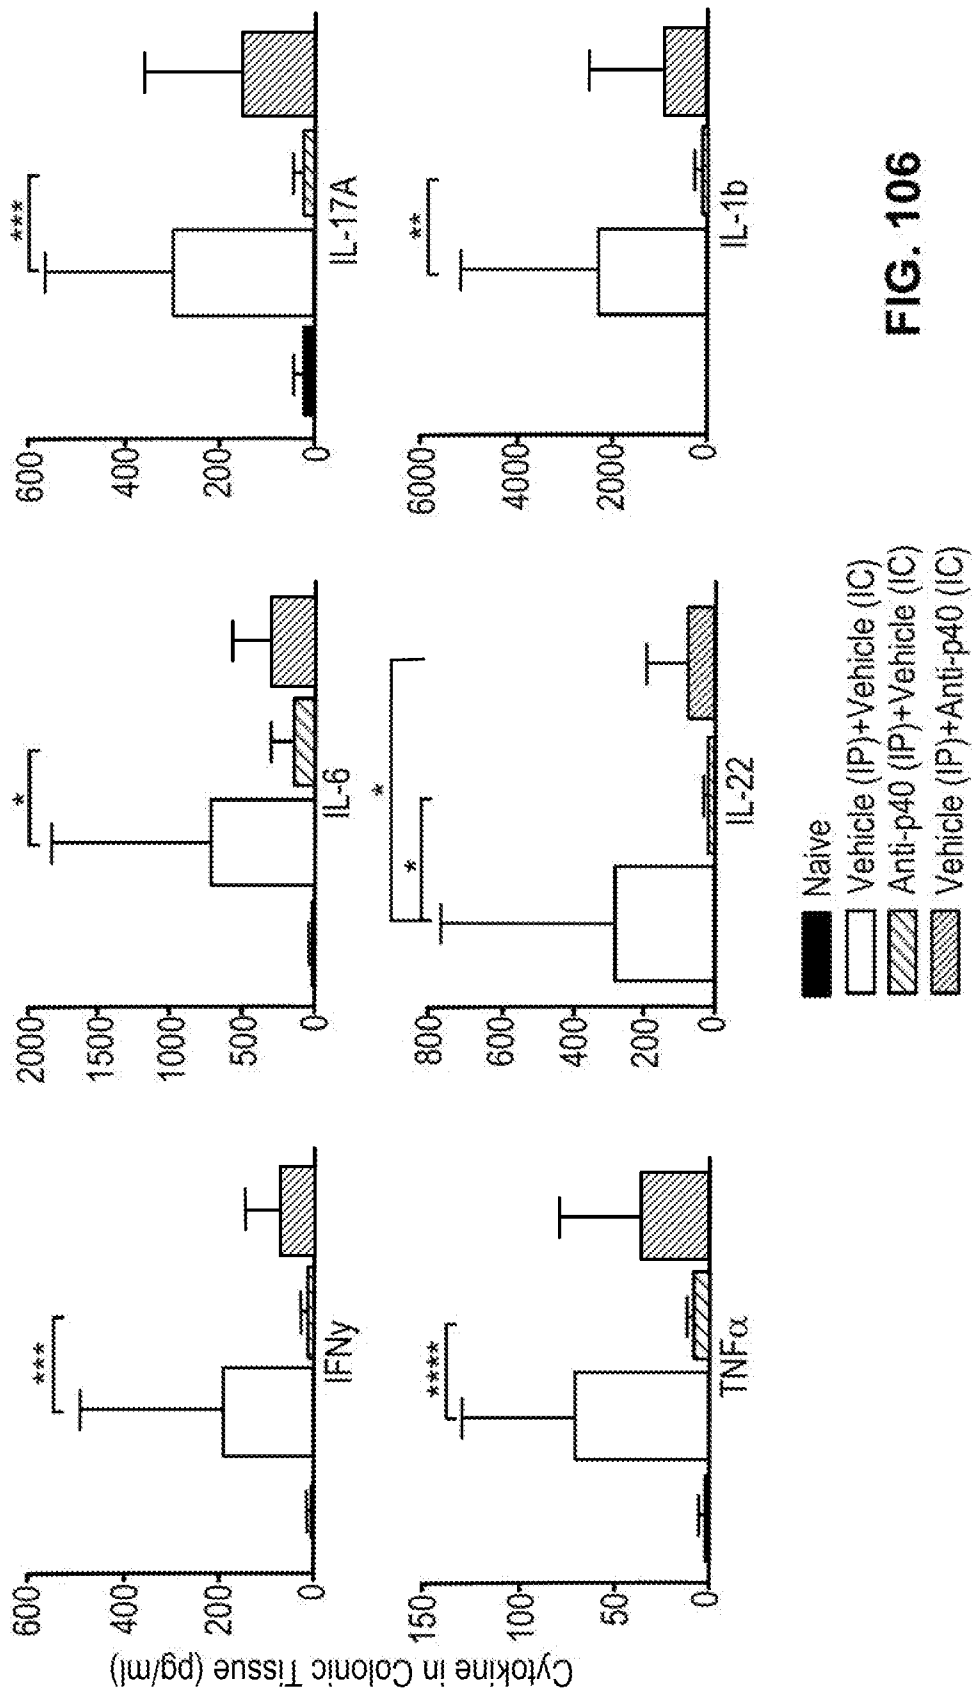 Cytokine in Colonic Tissue (pg/ml)
600
400
200
0
***
IFNy
2000
1500
1000
500
0
*
IL-6
600
400
200
0
***
IL-17A
150
100
50
0
****
TNFα
800
600
400
200
0
*
*
IL-22
6000
4000
2000
0
**
IL-1b
Naive
Vehicle (IP)+Vehicle (IC)
Anti-p40 (IP)+Vehicle (IC)
Vehicle (IP)+Anti-p40 (IC)
FIG. 106